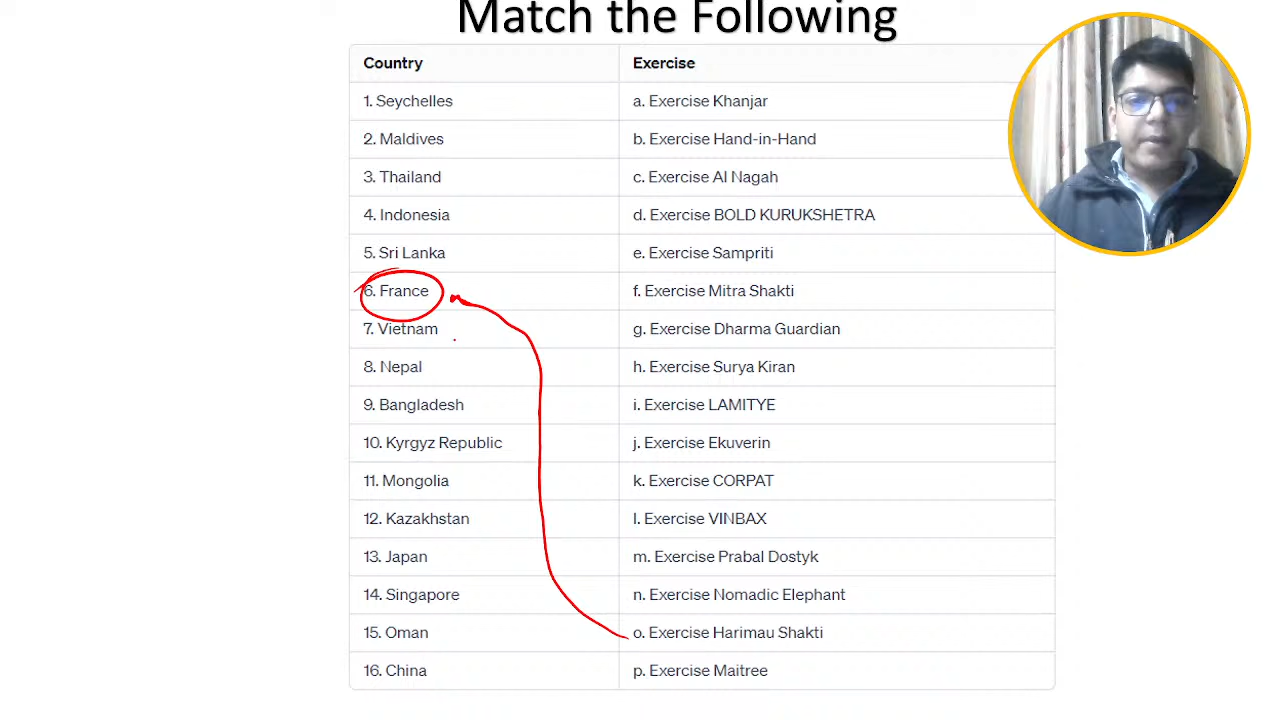 Match the Following
Country Exercise
1. Seychelles a. Exercise Khanjar
2. Maldives b. Exercise Hand-in-Hand
3. Thailand c. Exercise Al Nagah
4. Indonesia d. Exercise BOLD KURUKSHETRA
5. Sri Lanka e. Exercise Sampriti
6. France f. Exercise Mitra Shakti
7. Vietnam g. Exercise Dharma Guardian
8. Nepal h. Exercise Surya Kiran
9. Bangladesh i. Exercise LAMITYE
10. Kyrgyz Republic j. Exercise Ekuverin
11. Mongolia k. Exercise CORPAT
12. Kazakhstan l. Exercise VINBAX
13. Japan m. Exercise Prabal Dostyk
14. Singapore n. Exercise Nomadic Elephant
15. Oman o. Exercise Harimau Shakti
16. China p. Exercise Maitree